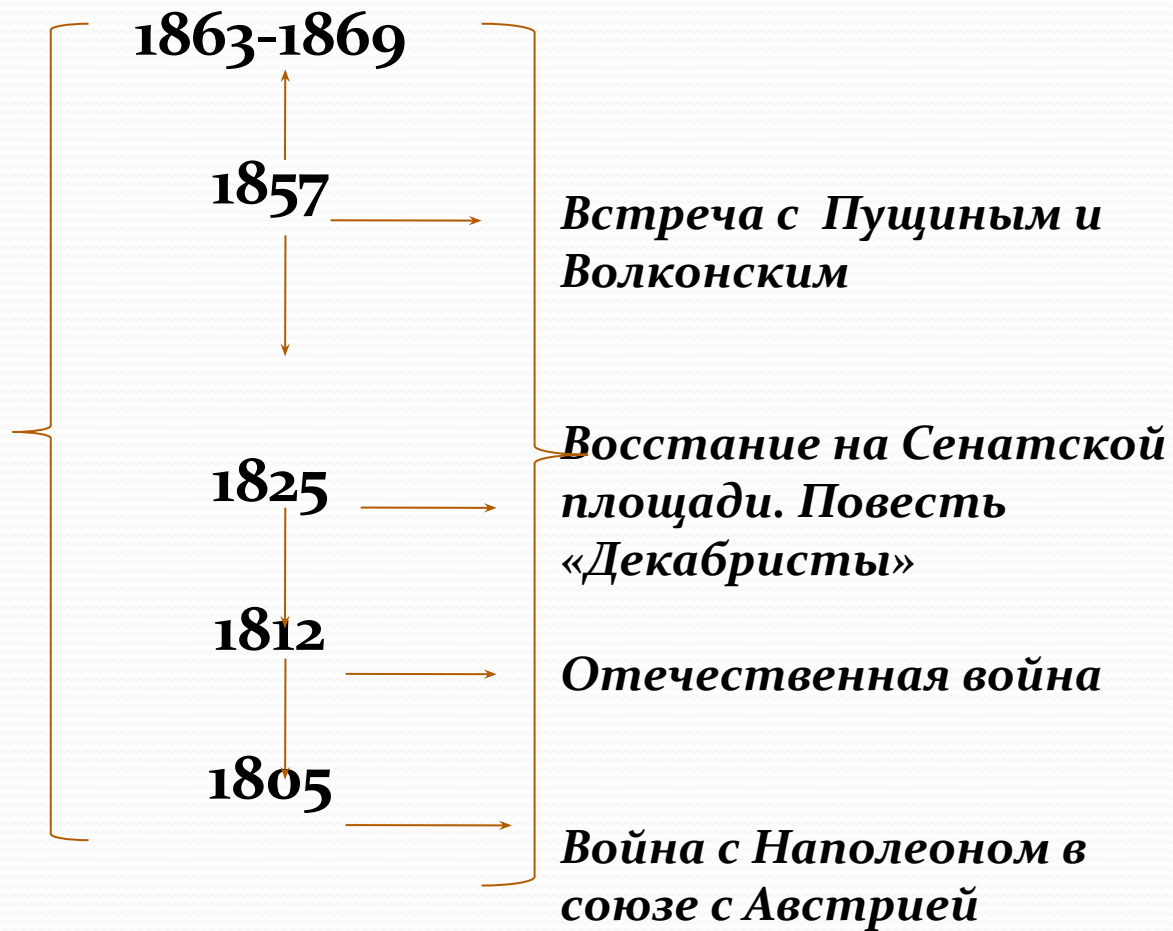 1863-1869
1857
Встреча с Пущиным и
Волконским
1825
Восстание на Сенатской
площади. Повесть
«Декабристы»
1812
Отечественная война
1805
Война с Наполеоном в
союзе с Австрией